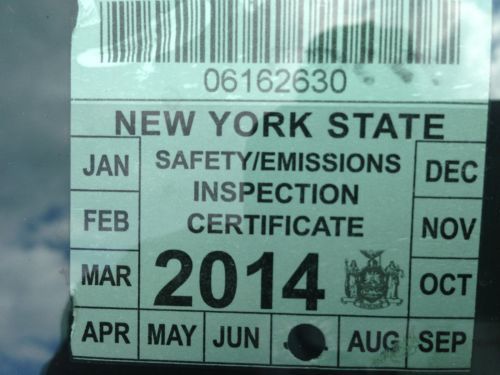 06162630
NEW YORK STATE
SAFETY/EMISSIONS
INSPECTION
CERTIFICATE
2014
JAN
FEB
MAR
APR MAY JUN AUG SEP
OCT
NOV
DEC